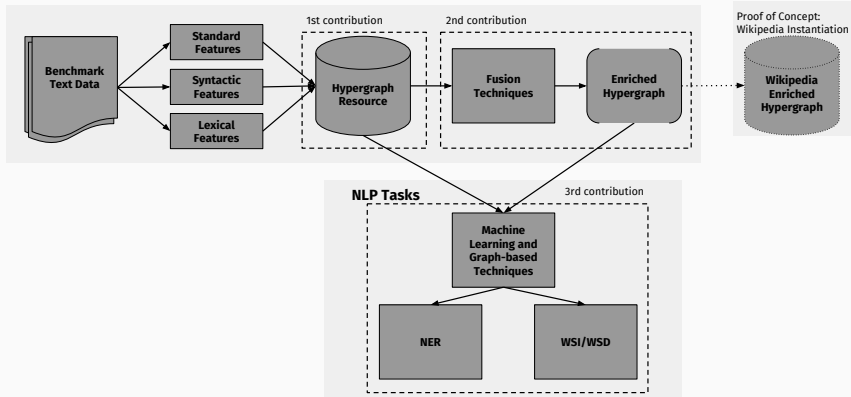 1st contribution
2nd contribution
Proof of Concept:
Wikipedia Instantiation
Benchmark
Text Data
Standard
Features
Syntactic
Features
Lexical
Features
Hypergraph
Resource
Fusion
Techniques
Enriched
Hypergraph
Wikipedia
Enriched
Hypergraph
NLP Tasks
3rd contribution
Machine
Learning and
Graph-based
Techniques
NER
WSI/WSD